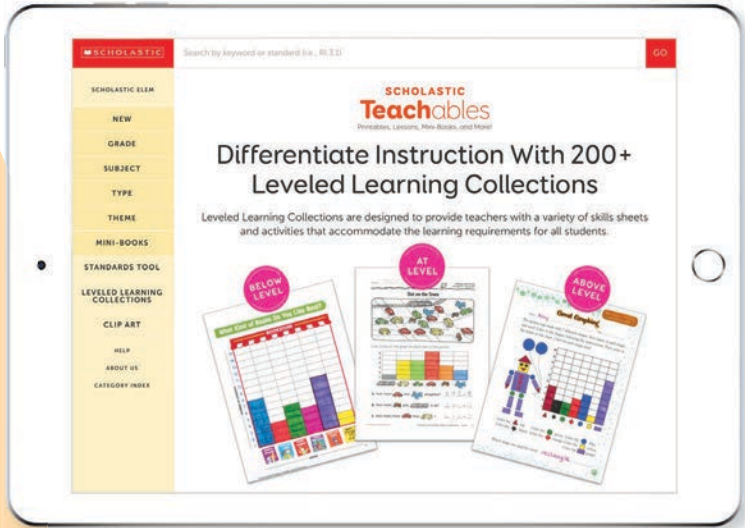 SCHOLASTIC
Search by keyword or standard (i.e., RI.3.1)
GO
SCHOLASTIC ELEM
NEW
GRADE
SUBJECT
TYPE
THEME
MINI-BOOKS
STANDARDS TOOL
LEVELED LEARNING
COLLECTIONS
CLIP ART
HELP
ABOUT US
CATEGORY INDEX
SCHOLASTIC
Teachables
Printables, Lessons, Mini-Books, and More!
Differentiate Instruction With 200+
Leveled Learning Collections
Leveled Learning Collections are designed to provide teachers with a variety of skills sheets
and activities that accommodate the learning requirements for all students.
BELOW
LEVEL
What Kind of Books Do You Like Best?
AT
LEVEL
ABOVE
LEVEL
Good Graphing
rectangle